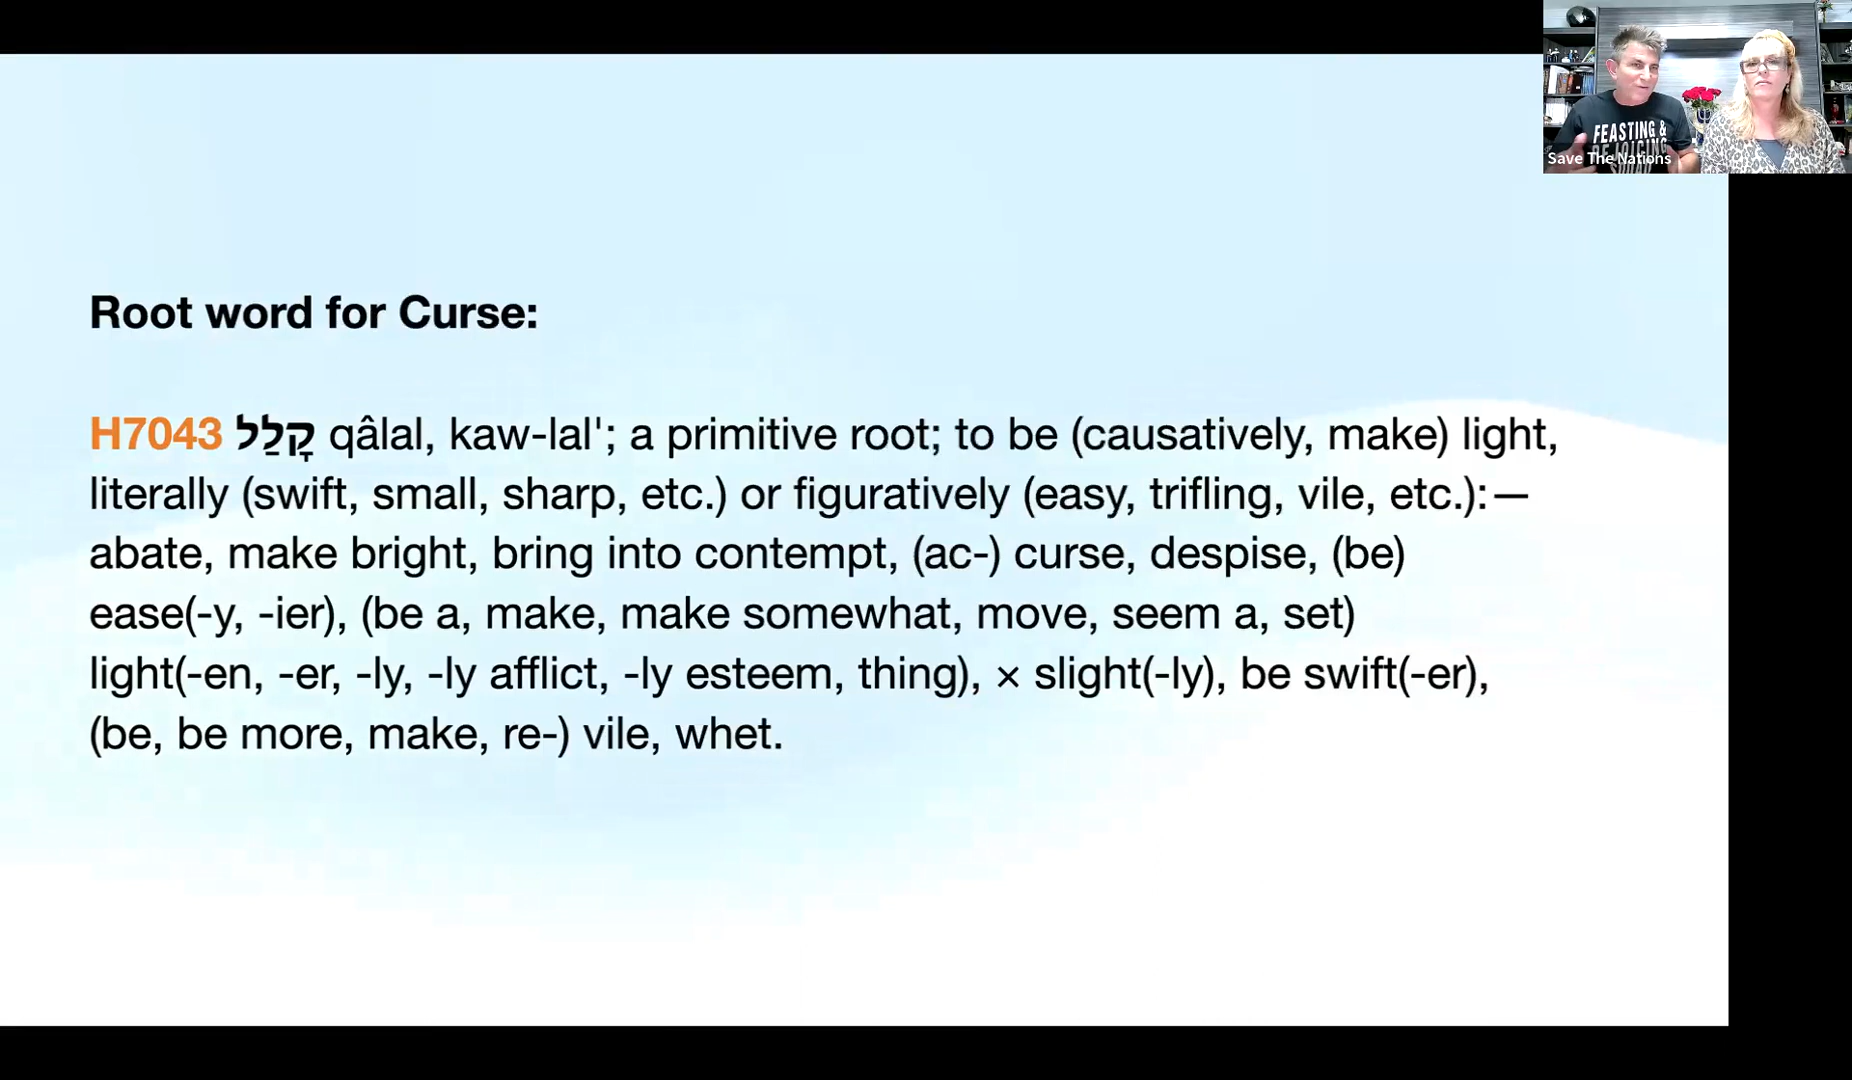 FEASTING &
REJOICING
SQUAD
Save The Nations
Root word for Curse:
H7043 קָלַל qâlal, kaw-lal'; a primitive root; to be (causatively, make) light,
literally (swift, small, sharp, etc.) or figuratively (easy, trifling, vile, etc.):—
abate, make bright, bring into contempt, (ac-) curse, despise, (be)
ease(-y, -ier), (be a, make, make somewhat, move, seem a, set)
light(-en, -er, -ly, -ly afflict, -ly esteem, thing), × slight(-ly), be swift(-er),
(be, be more, make, re-) vile, whet.